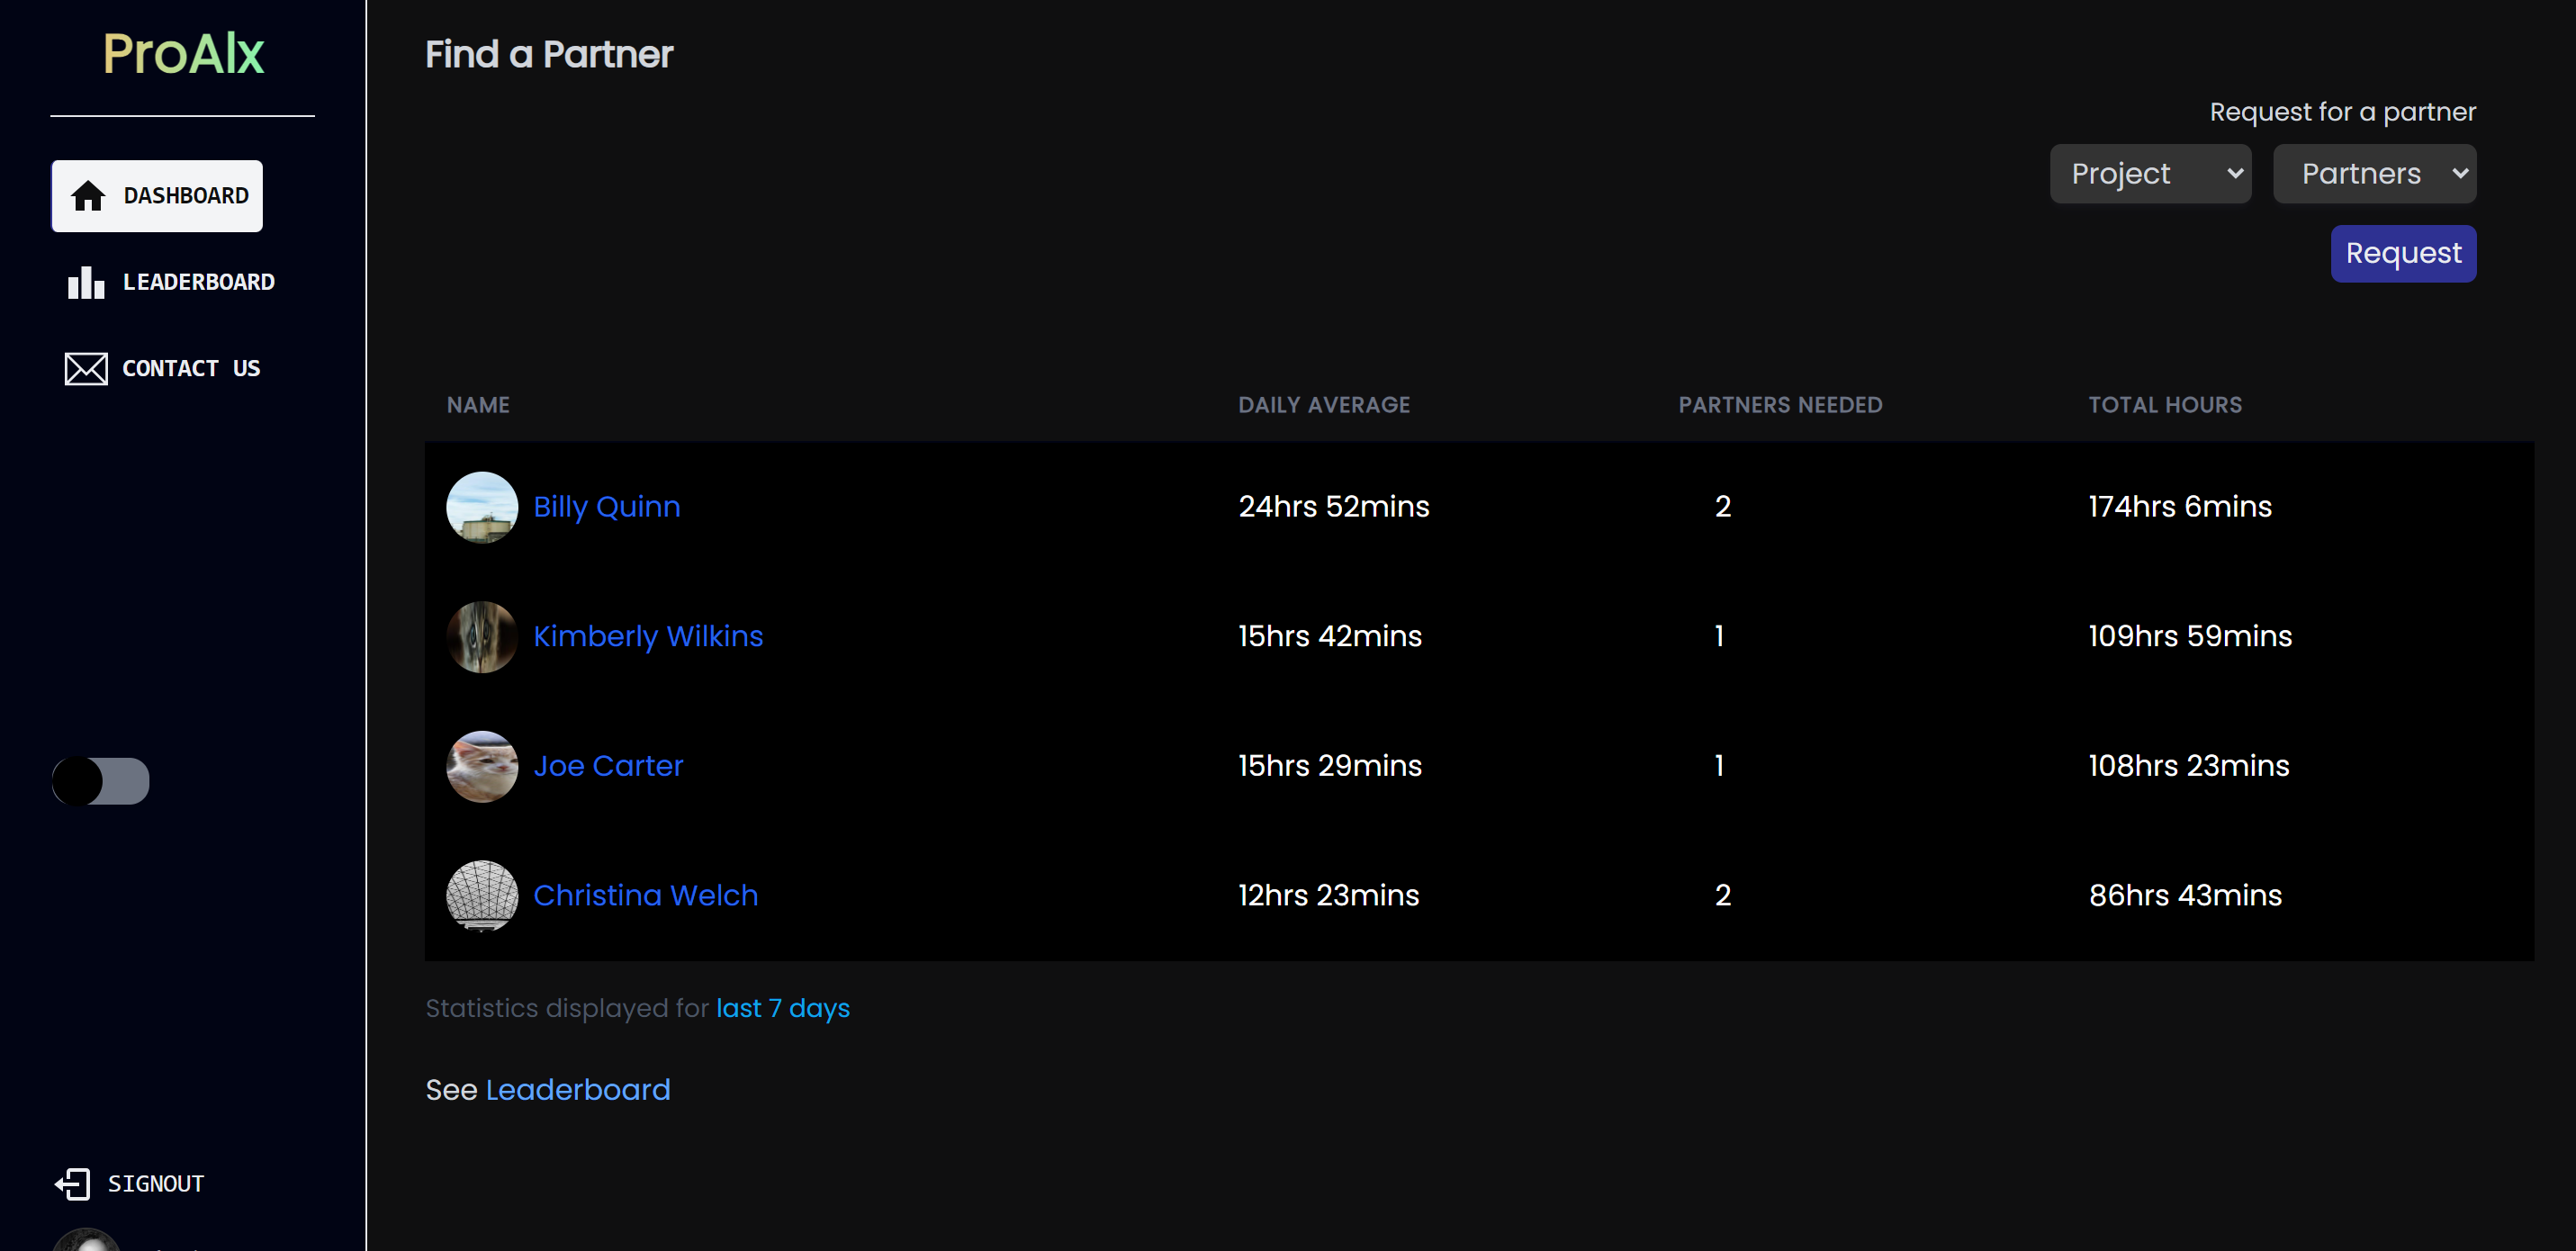 ProAlx
DASHBOARD
LEADERBOARD
CONTACT US
SIGNOUT
Find a Partner
Request for a partner
Project Partners
Request
NAME DAILY AVERAGE PARTNERS NEEDED TOTAL HOURS
Billy Quinn 24hrs 52mins 2 174hrs 6mins
Kimberly Wilkins 15hrs 42mins 1 109hrs 59mins
Joe Carter 15hrs 29mins 1 108hrs 23mins
Christina Welch 12hrs 23mins 2 86hrs 43mins
Statistics displayed for last 7 days
See Leaderboard